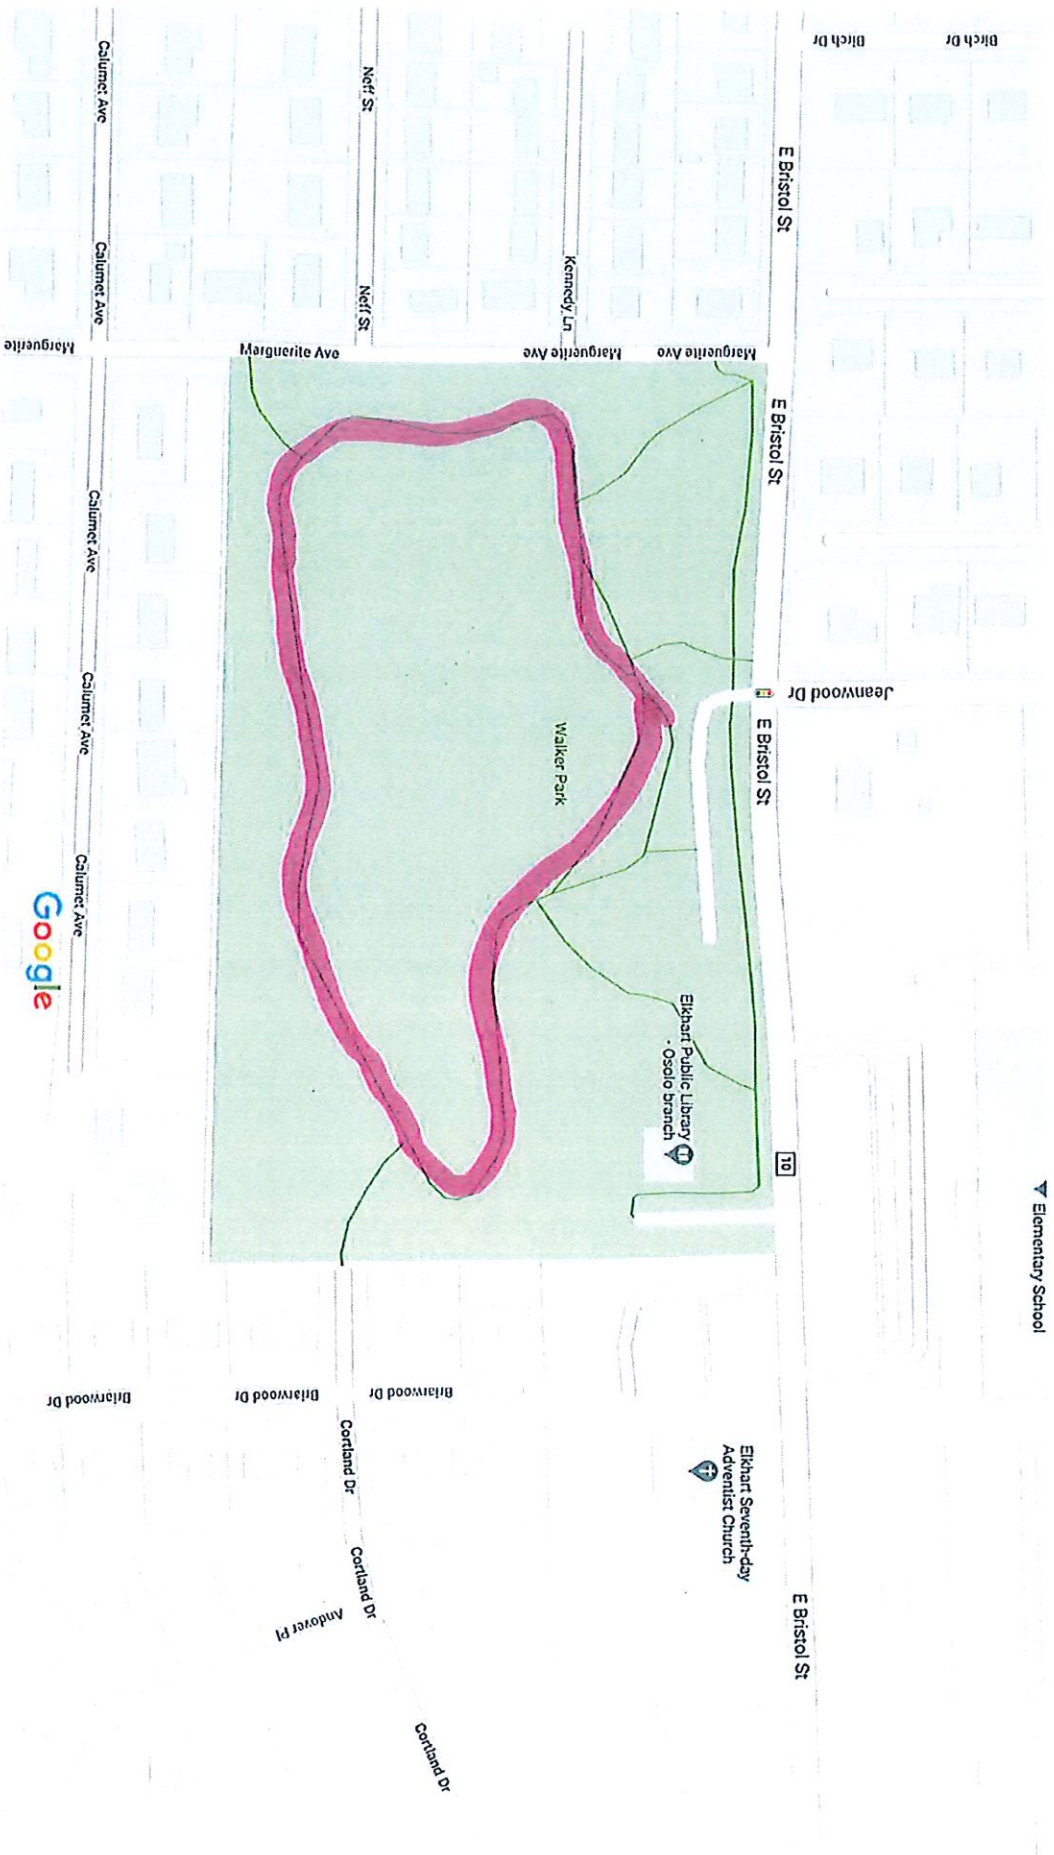 Birch Dr
Birch Dr
Elementary School
E Bristol St
E Bristol St
E Bristol St
10
E Bristol St
Jeanwood Dr
Elkhart Public Library
- Osolo branch
Elkhart Seventh-day
Adventist Church
Marguerite Ave
Marguerite Ave
Marguerite Ave
Marguerite Ave
Marguerite
Kennedy Ln
Walker Park
Neff St
Neff St
Briarwood Dr
Briarwood Dr
Briarwood Dr
Cortland Dr
Cortland Dr
Cortland Dr
Andover Pl
Calumet Ave
Calumet Ave
Calumet Ave
Calumet Ave
Calumet Ave
Google